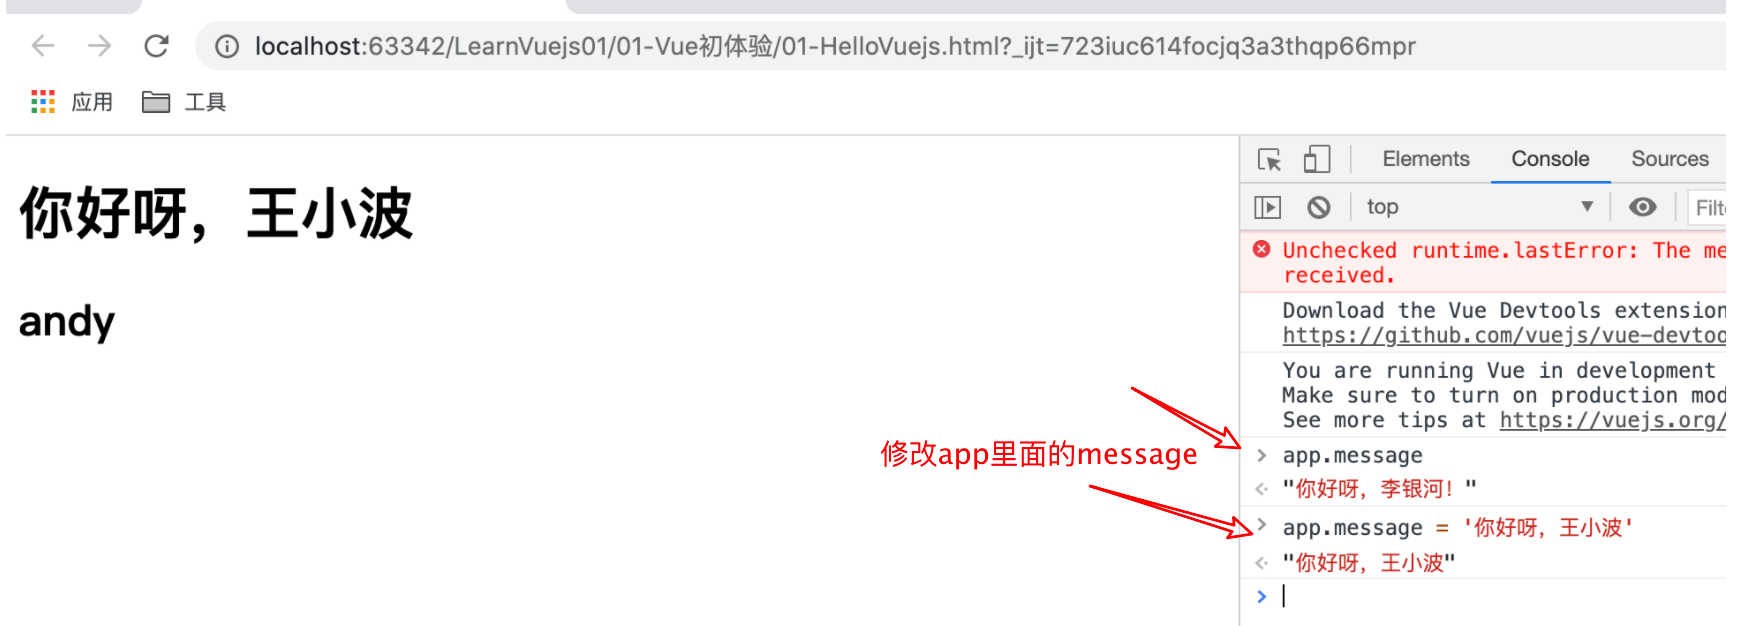 localhost:63342/LearnVuejs01/01-Vue初体验/01-HelloVuejs.html?_ijt=723iuc614focjq3a3thqp66mpr
应用 工具
你好呀，王小波
andy
修改app里面的message
Elements Console Sources
top
Unchecked runtime.lastError: The
received.
Download the Vue Devtools extension
https://github.com/vuejs/vue-devtoo
You are running Vue in development
Make sure to turn on production mod
See more tips at https://vuejs.org/
> app.message
"你好呀，李银河！"
> app.message = '你好呀，王小波'
"你好呀，王小波"
>